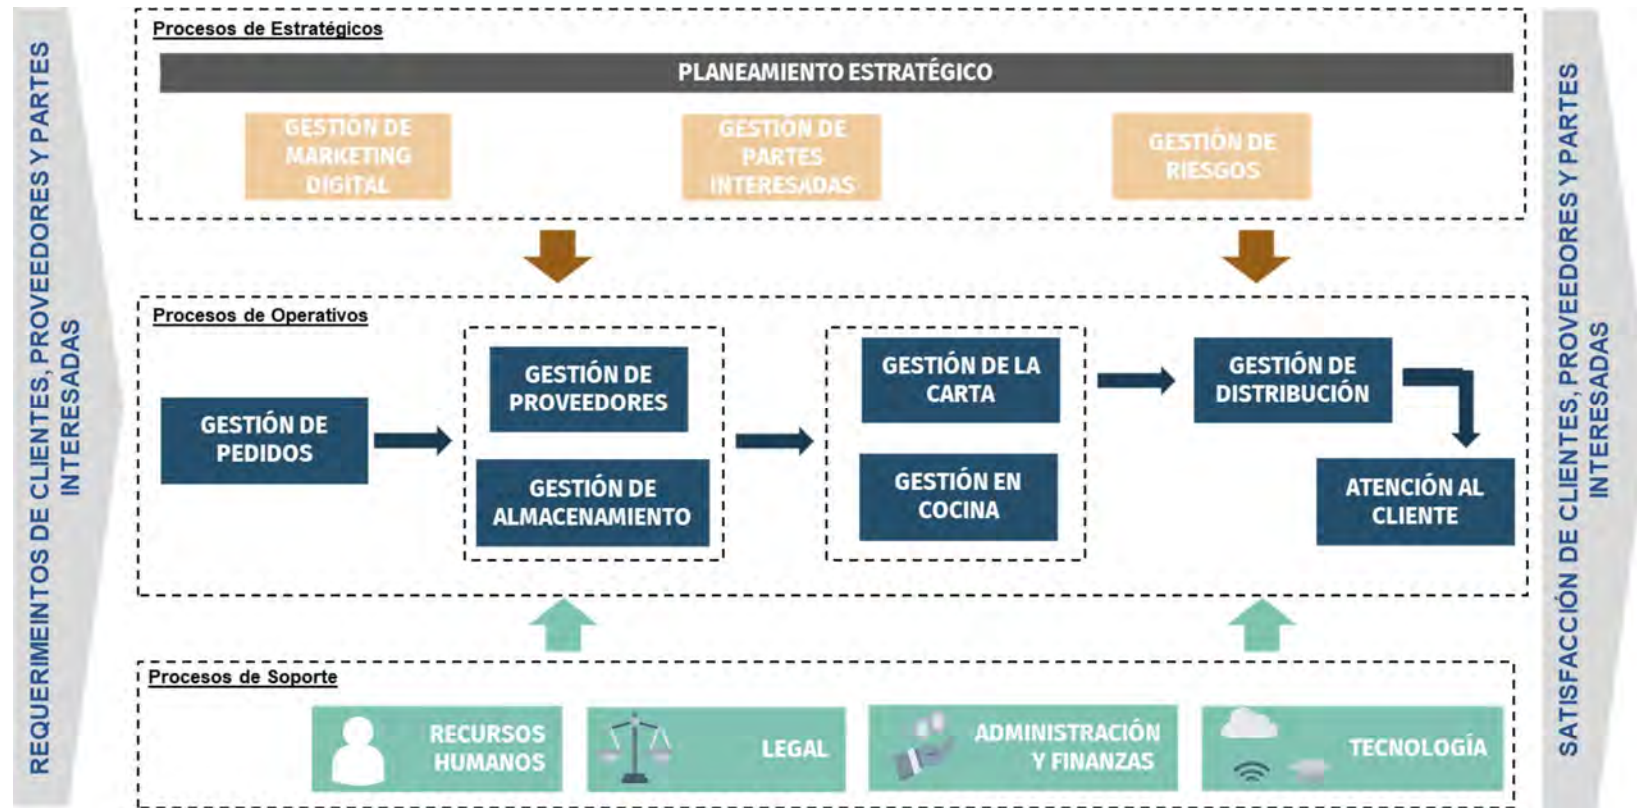 REQUERIMEINTOS DE CLIENTES, PROVEEDORES Y PARTES
INTERESADAS
Procesos de Estratégicos
PLANEAMIENTO ESTRATÉGICO
GESTIÓN DE
MARKETING
DIGITAL
GESTIÓN DE
PARTES
INTERESADAS
GESTIÓN DE
RIESGOS
Procesos de Operativos
GESTIÓN DE
PEDIDOS
GESTIÓN DE
PROVEEDORES
GESTIÓN DE
ALMACENAMIENTO
GESTIÓN DE LA
CARTA
GESTIÓN EN
COCINA
GESTIÓN DE
DISTRIBUCIÓN
ATENCIÓN AL
CLIENTE
Procesos de Soporte
RECURSOS
HUMANOS
LEGAL
ADMINISTRACIÓN
Y FINANZAS
TECNOLOGÍA
SATISFACCIÓN DE CLIENTES, PROVEEDORES Y PARTES
INTERESADAS